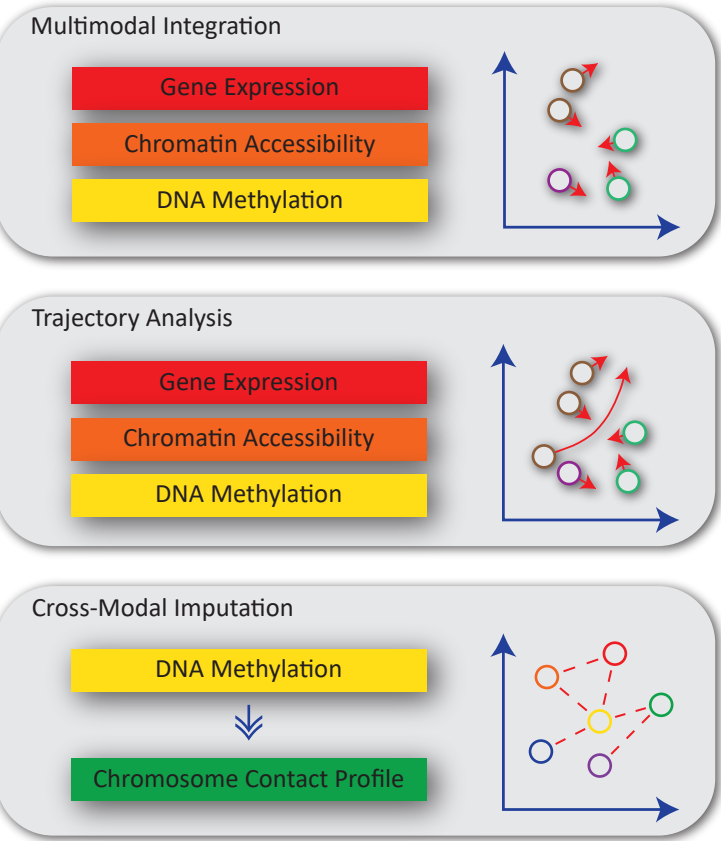 Multimodal Integration
Gene Expression
Chromatin Accessibility
DNA Methylation
Trajectory Analysis
Gene Expression
Chromatin Accessibility
DNA Methylation
Cross-Modal Imputation
DNA Methylation
Chromosome Contact Profile